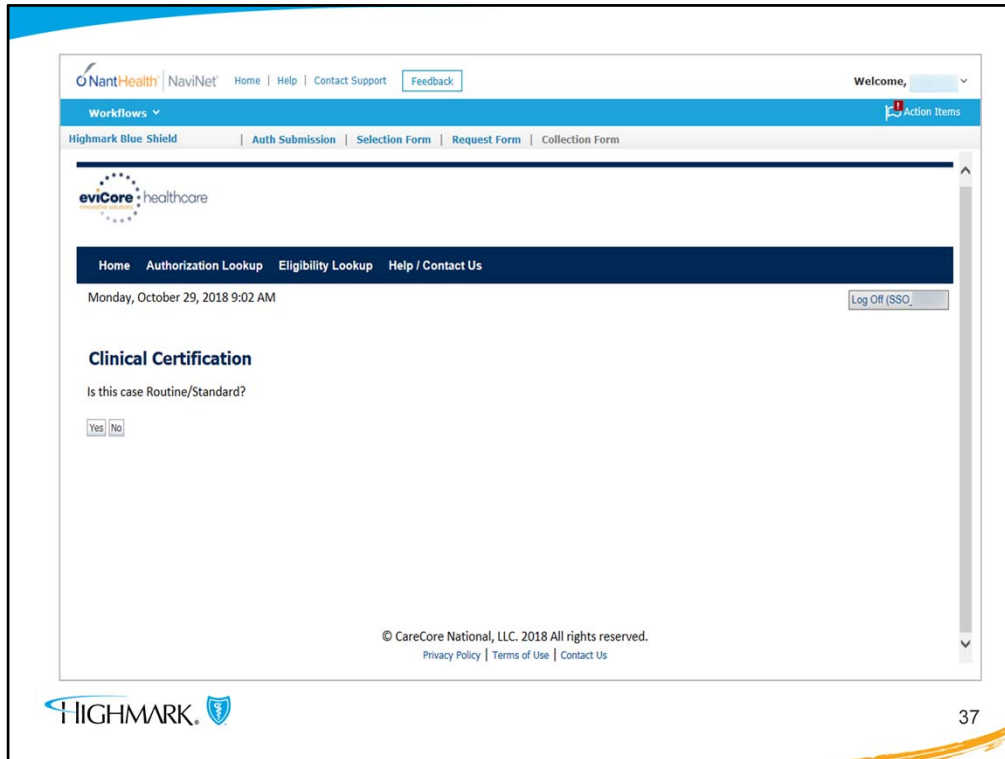 NantHealth® | NaviNet® Home | Help | Contact Support Feedback Welcome,
Workflows Action Items
Highmark Blue Shield | Auth Submission | Selection Form | Request Form | Collection Form
eviCore healthcare
innovative solutions
Home Authorization Lookup Eligibility Lookup Help / Contact Us
Monday, October 29, 2018 9:02 AM Log Off (SSO_
Clinical Certification
Is this case Routine/Standard?
Yes No
© CareCore National, LLC. 2018 All rights reserved.
Privacy Policy | Terms of Use | Contact Us
HIGHMARK. 37